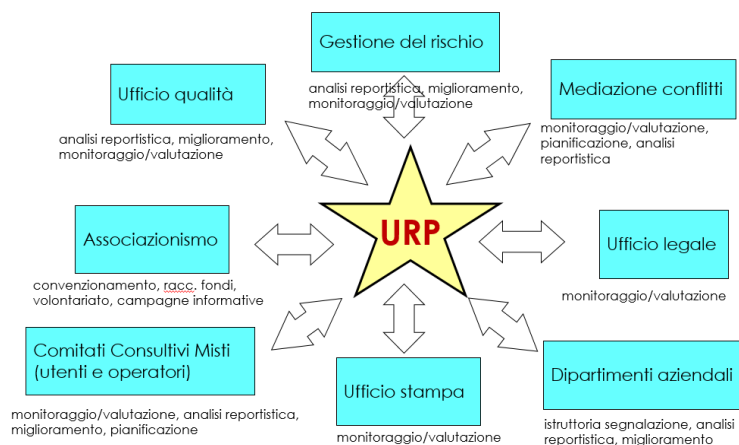 Gestione del rischio
analisi reportistica, miglioramento,
monitoraggio/valutazione
Ufficio qualità
analisi reportistica, miglioramento,
monitoraggio/valutazione
Mediazione conflitti
monitoraggio/valutazione,
pianificazione, analisi
reportistica
URP
Associazionismo
convenzionamento, racc. fondi,
volontariato, campagne informative
Ufficio legale
monitoraggio/valutazione
Comitati Consultivi Misti
(utenti e operatori)
monitoraggio/valutazione, analisi reportistica,
miglioramento, pianificazione
Ufficio stampa
monitoraggio/valutazione
Dipartimenti aziendali
istruttoria segnalazione, analisi
reportistica, miglioramento